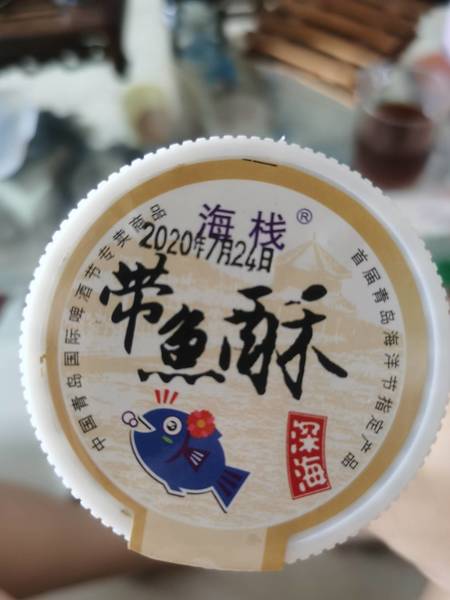 海栈®
2020年7月24日
带鱼酥
中国青岛国际啤酒节专卖商品
首届青岛海洋节指定产品
闲海